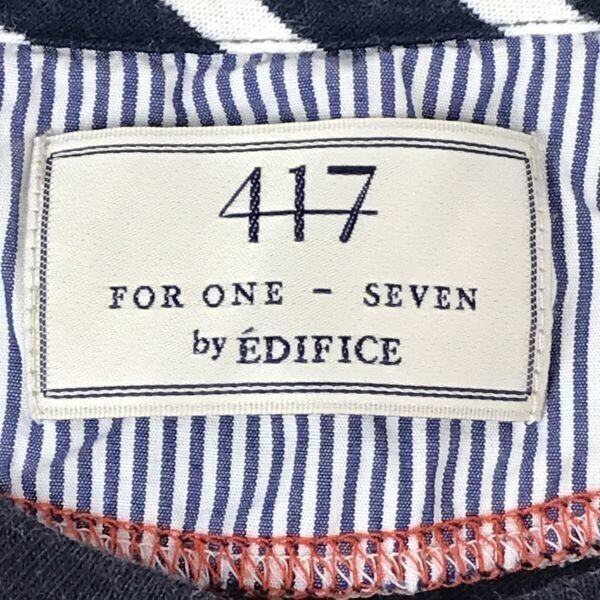 417
FOR ONE - SEVEN
by ÉDIFICE